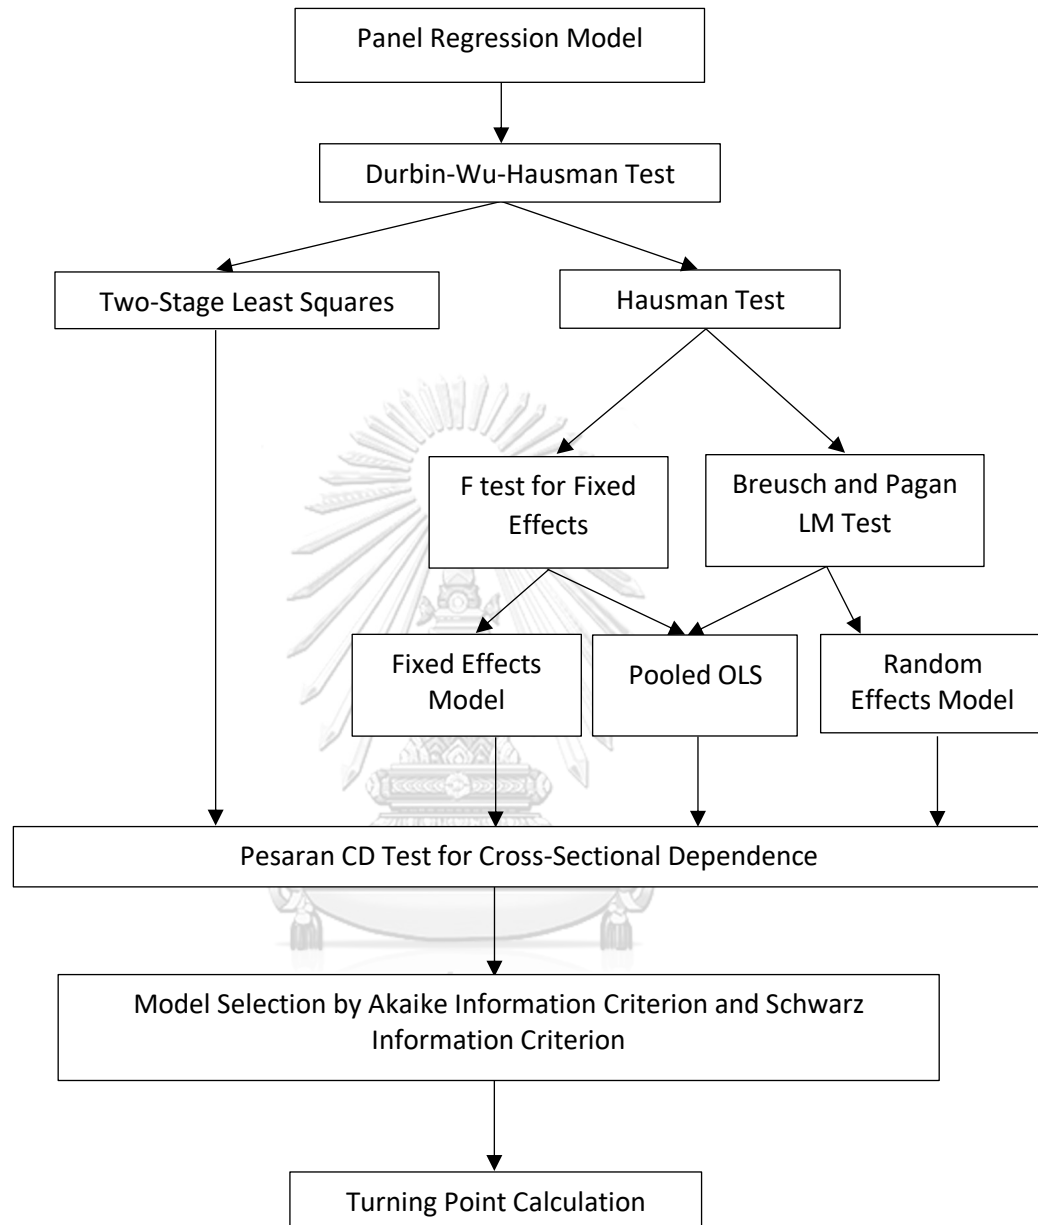 Panel Regression Model
Durbin-Wu-Hausman Test
Two-Stage Least Squares
Hausman Test
F test for Fixed
Effects
Breusch and Pagan
LM Test
Fixed Effects
Model
Pooled OLS
Random
Effects Model
Pesaran CD Test for Cross-Sectional Dependence
Model Selection by Akaike Information Criterion and Schwarz
Information Criterion
Turning Point Calculation